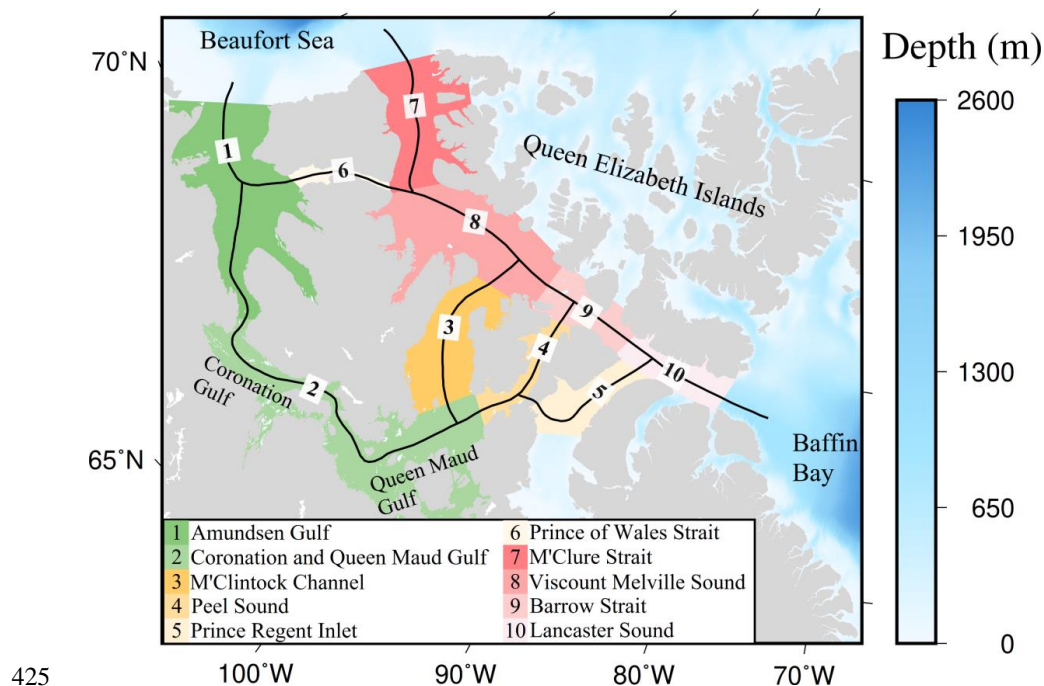 Beaufort Sea
Depth (m)
70°N
2600
7
1
6
Queen Elizabeth Islands
8
1950
3
9
4
Coronation
Gulf
10
1300
2
5
Baffin
Bay
65°N
Queen Maud
Gulf
650
1 Amundsen Gulf
2 Coronation and Queen Maud Gulf
3 M'Clintock Channel
4 Peel Sound
5 Prince Regent Inlet
6 Prince of Wales Strait
7 M'Clure Strait
8 Viscount Melville Sound
9 Barrow Strait
10 Lancaster Sound
0
425
100°W
90°W
80°W
70°W